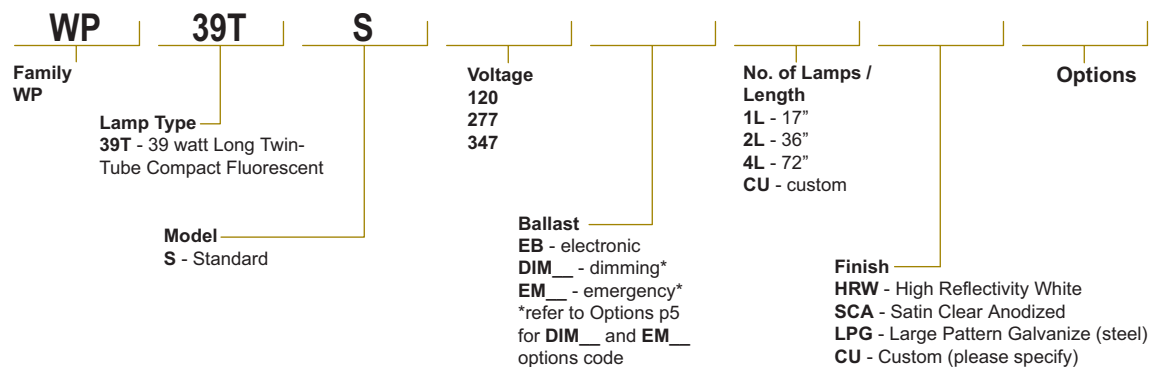 WP 39T S
Family
WP
Lamp Type
39T - 39 watt Long Twin-
Tube Compact Fluorescent
Model
S - Standard
Voltage
120
277
347
Ballast
EB - electronic
DIM__ - dimming*
EM__ - emergency*
*refer to Options p5
for DIM__ and EM__
options code
No. of Lamps /
Length
1L - 17”
2L - 36”
4L - 72”
CU - custom
Finish
HRW - High Reflectivity White
SCA - Satin Clear Anodized
LPG - Large Pattern Galvanize (steel)
CU - Custom (please specify)
Options